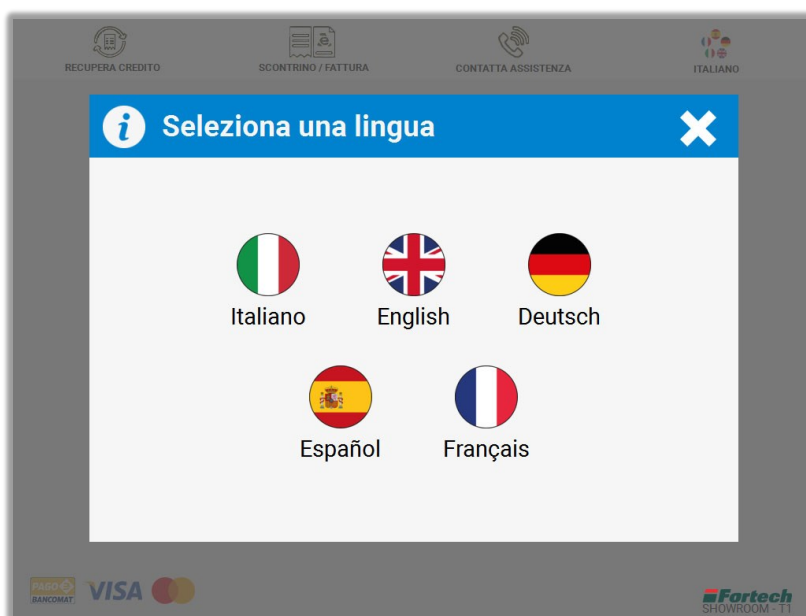 RECUPERA CREDITO
SCONTRINO / FATTURA
CONTATTA ASSISTENZA
ITALIANO
i Seleziona una lingua
Italiano English Deutsch
Español Français
PAGO
BANCOMAT
VISA
Fortech
SHOWROOM - T1